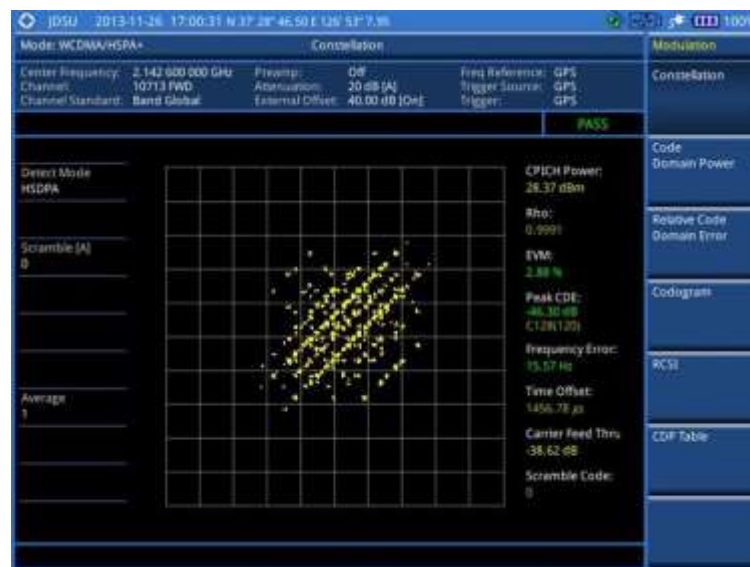 JDSU 2013-11-26 17:00:31 N 37° 28' 46.50 E 126° 53' 7.95 100%
Mode: WCDMA/HSPA+ Constellation
Modulation
Center Frequency: 2.142 600 000 GHz Preamp: Off Freq Reference: GPS
Channel: 10713 FWD Attenuation: 20 dB [A] Trigger Source: GPS
Channel Standard: Band Global External Offset: 40.00 dB [On] Trigger: GPS
Constellation
PASS
Code
Domain Power
Detect Mode
HSDPA
CPICH Power:
28.37 dBm
Rho:
0.9991
Relative Code
Domain Error
Scramble [A]
0
EVM:
2.88 %
Peak CDE:
-46.30 dB
C128(120)
Codogram
Frequency Error:
15.57 Hz
RCSI
Average
1
Time Offset:
1456.78 µs
Carrier Feed Thru:
-38.62 dB
CDP Table
Scramble Code:
0